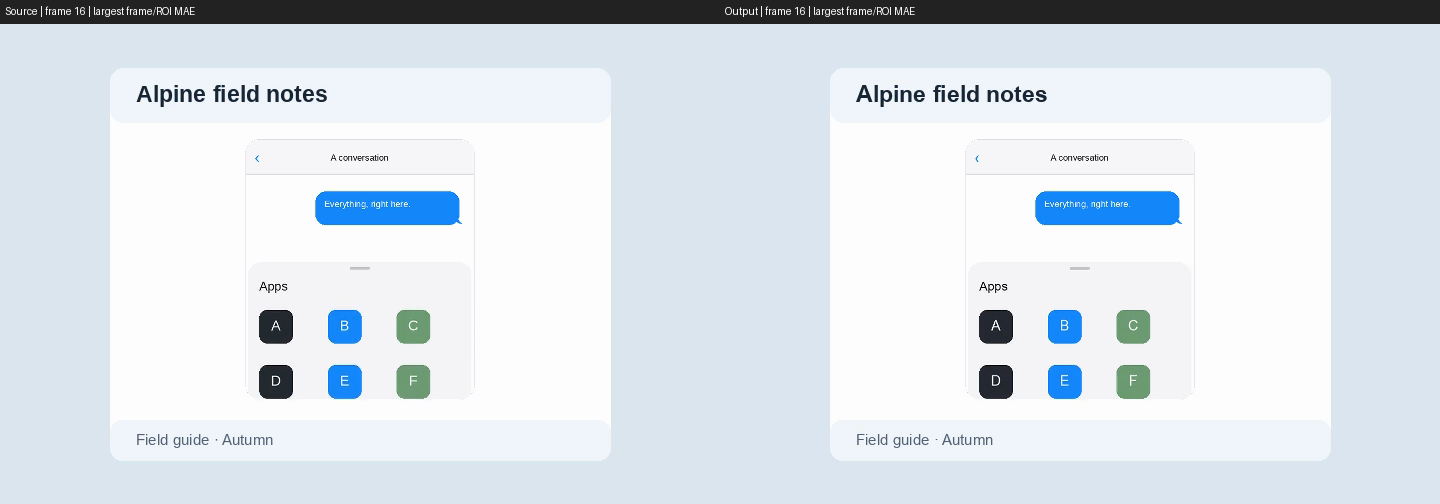 Source | frame 16 | largest frame/ROI MAE
Output | frame 16 | largest frame/ROI MAE
Alpine field notes
A conversation
Everything, right here.
Apps
A B C
D E F
Field guide · Autumn
Alpine field notes
A conversation
Everything, right here.
Apps
A B C
D E F
Field guide · Autumn